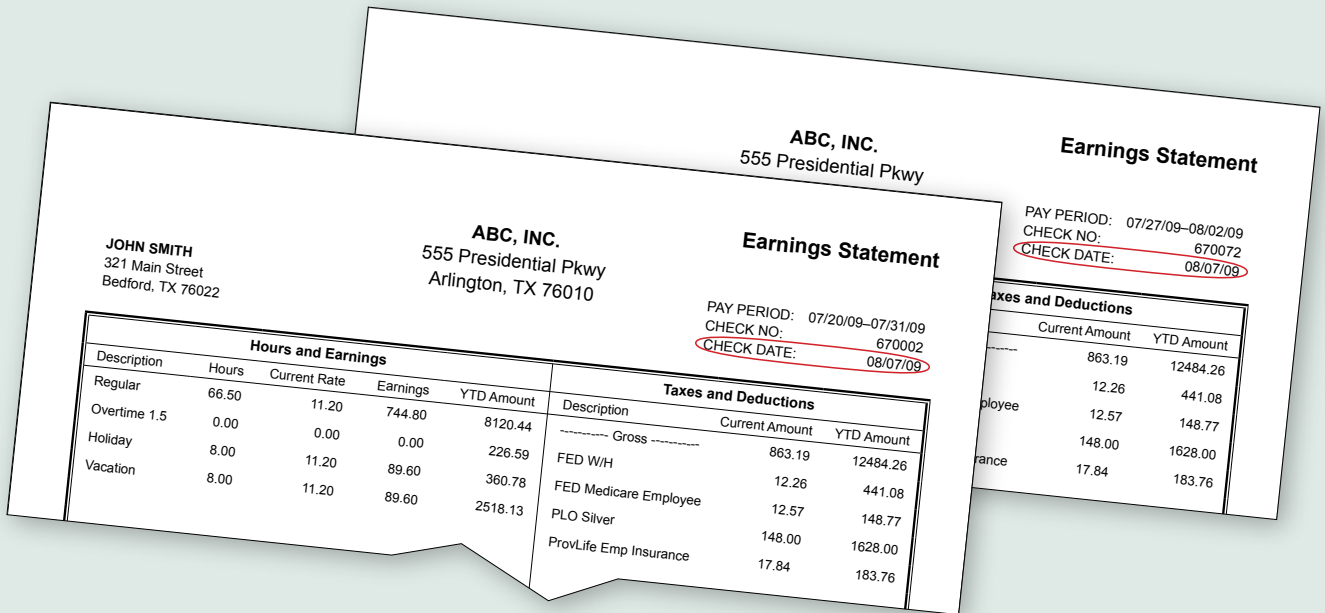 ABC, INC.
555 Presidential Pkwy
Earnings Statement
PAY PERIOD: 07/27/09–08/02/09
CHECK NO: 670072
CHECK DATE: 08/07/09
Taxes and Deductions
Current Amount YTD Amount
863.19 12484.26
12.26 441.08
12.57 148.77
148.00 1628.00
17.84 183.76
JOHN SMITH
321 Main Street
Bedford, TX 76022
ABC, INC.
555 Presidential Pkwy
Arlington, TX 76010
Earnings Statement
PAY PERIOD: 07/20/09–07/31/09
CHECK NO: 670002
CHECK DATE: 08/07/09
Hours and Earnings
Description Hours Current Rate Earnings YTD Amount
Regular 66.50 11.20 744.80 8120.44
Overtime 1.5 0.00 0.00 0.00 226.59
Holiday 8.00 11.20 89.60 360.78
Vacation 8.00 11.20 89.60 2518.13
Taxes and Deductions
Description Current Amount YTD Amount
---------- Gross ---------- 863.19 12484.26
FED W/H 12.26 441.08
FED Medicare Employee 12.57 148.77
PLO Silver 148.00 1628.00
ProvLife Emp Insurance 17.84 183.76